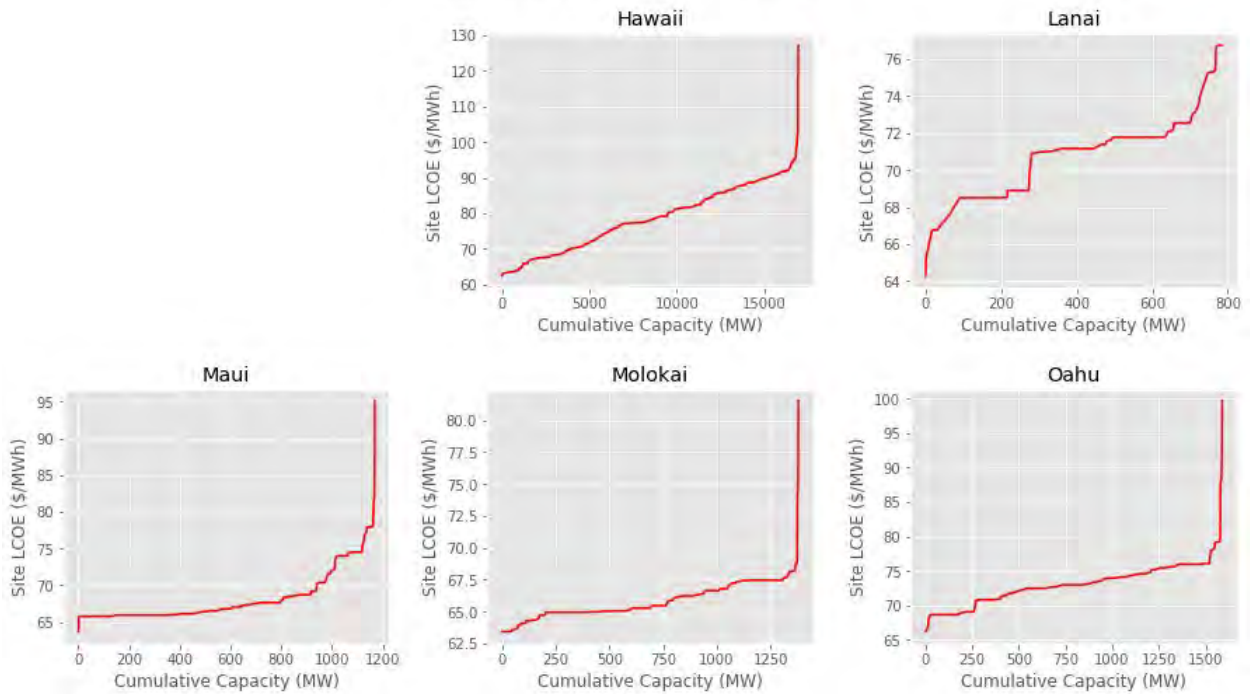 Hawaii
Site LCOE ($/MWh)
130
120
110
100
90
80
70
60
0 5000 10000 15000
Cumulative Capacity (MW)
Lanai
Site LCOE ($/MWh)
76
74
72
70
68
66
64
0 200 400 600 800
Cumulative Capacity (MW)
Maui
Site LCOE ($/MWh)
95
90
85
80
75
70
65
0 200 400 600 800 1000 1200
Cumulative Capacity (MW)
Molokai
Site LCOE ($/MWh)
80.0
77.5
75.0
72.5
70.0
67.5
65.0
62.5
0 250 500 750 1000 1250
Cumulative Capacity (MW)
Oahu
Site LCOE ($/MWh)
100
95
90
85
80
75
70
65
0 250 500 750 1000 1250 1500
Cumulative Capacity (MW)